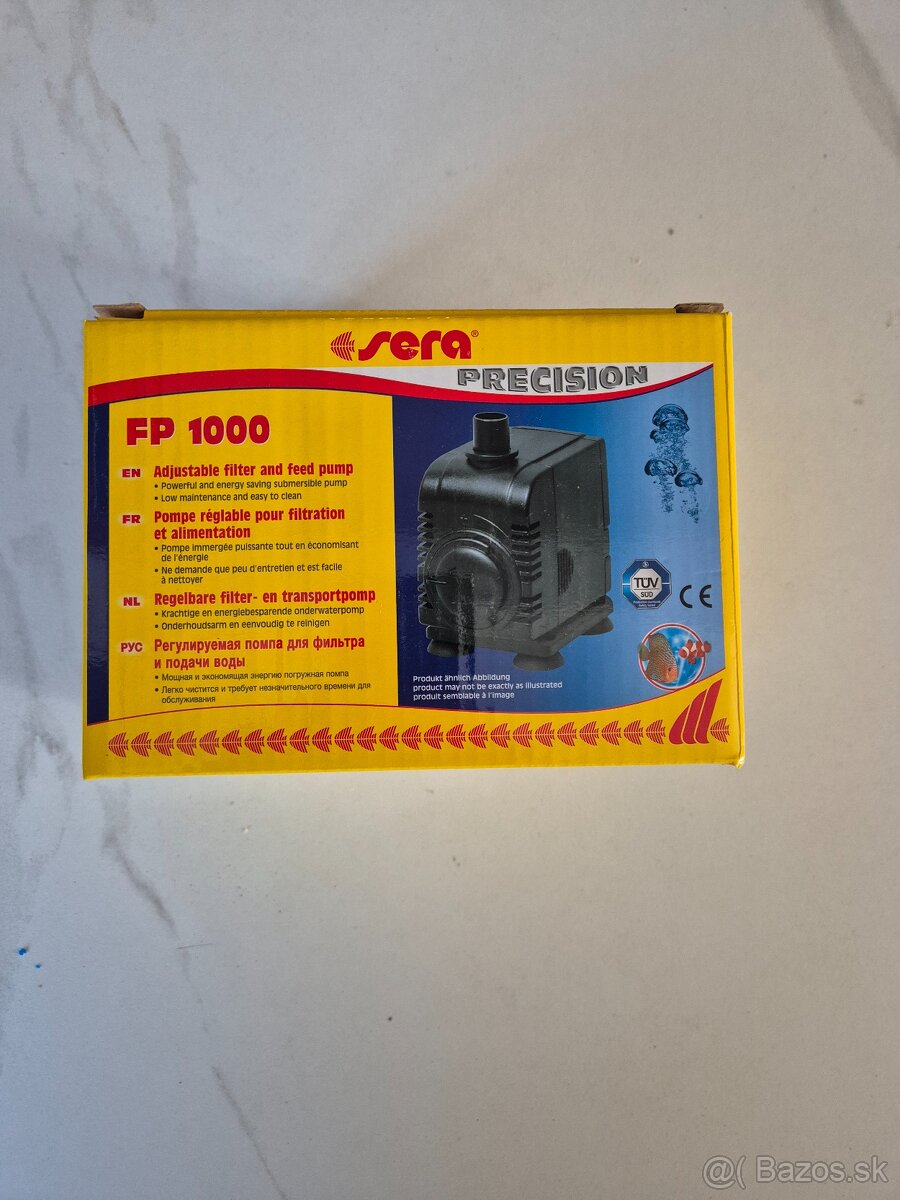 sera®
PRECISION
FP 1000
EN Adjustable filter and feed pump
• Powerful and energy saving submersible pump
• Low maintenance and easy to clean
FR Pompe réglable pour filtration
et alimentation
• Pompe immergée puissante tout en économisant
de l'énergie
• Ne demande que peu d'entretien et est facile
à nettoyer
NL Regelbare filter- en transportpomp
• Krachtige en energiebesparende onderwaterpomp
• Onderhoudsarm en eenvoudig te reinigen
РУС Регулируемая помпа для фильтра
и подачи воды
• Мощная и экономящая энергию погружная помпа
• Легко чистится и требует незначительного времени для
обслуживания
TÜV
SÜD
CE
Produkt ähnlich Abbildung
product may not be exactly as illustrated
produit semblable à l'image
@( Bazos.sk